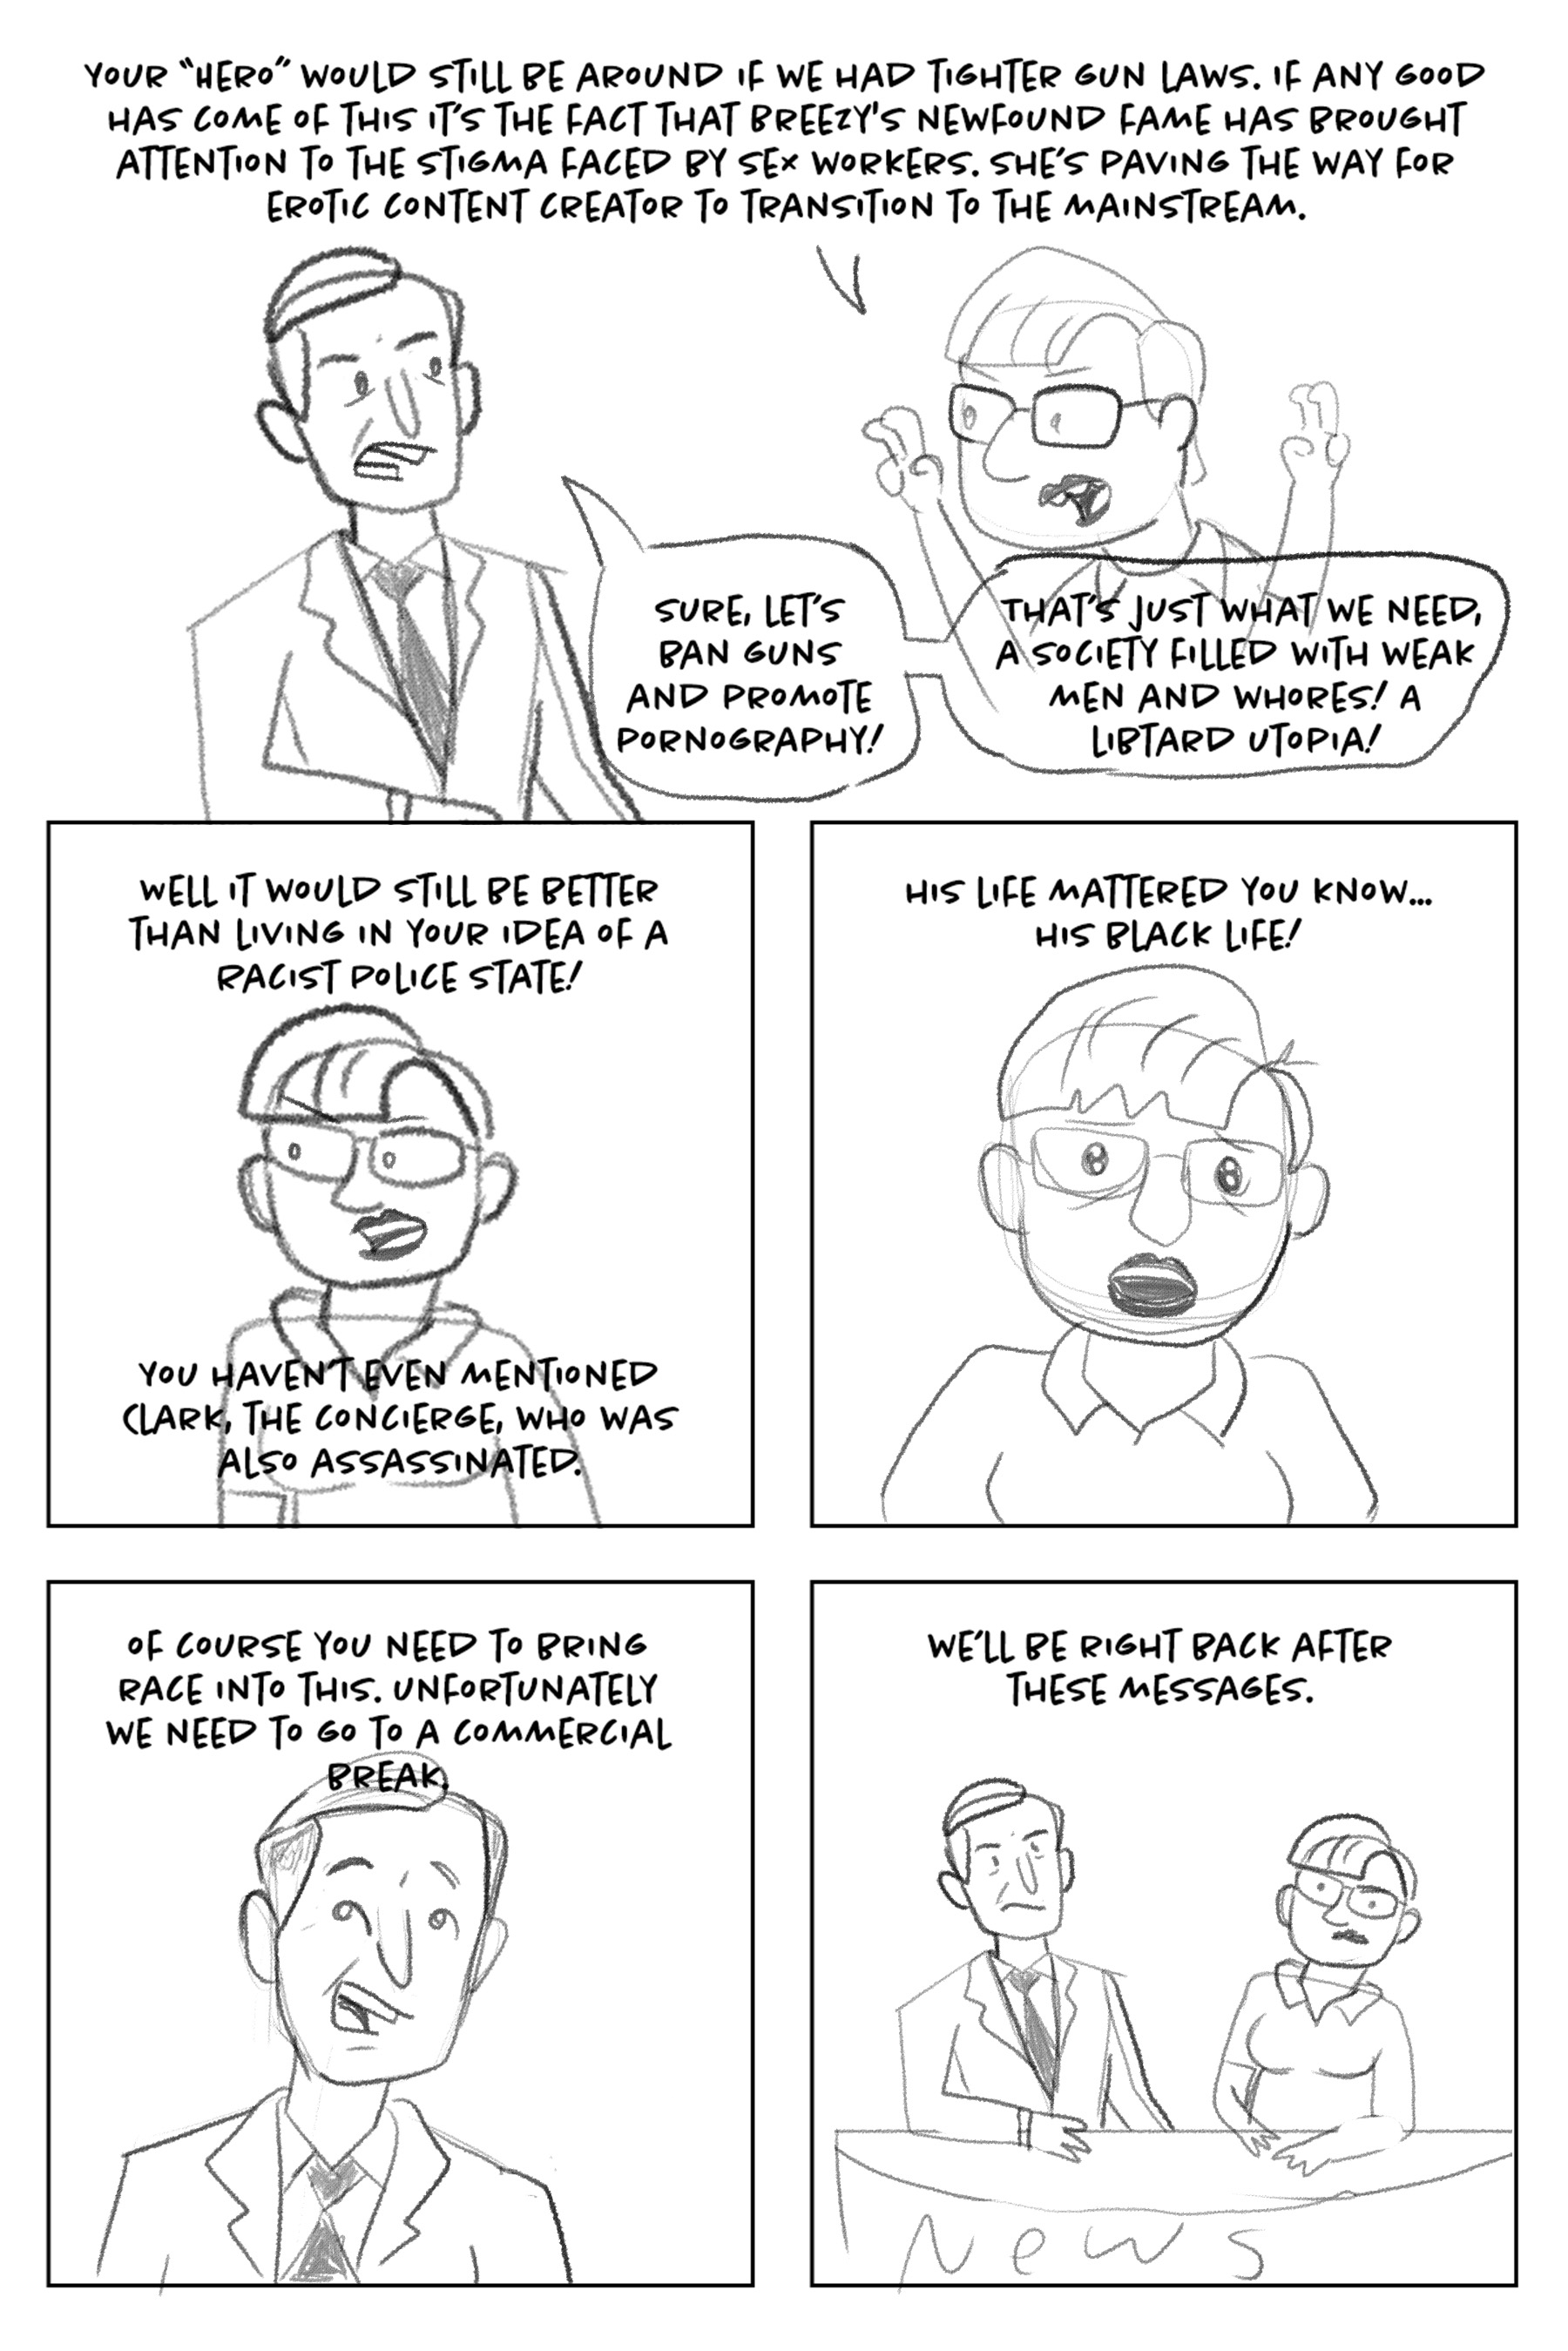 YOUR "HERO" WOULD STILL BE AROUND IF WE HAD TIGHTER GUN LAWS. IF ANY GOOD
HAS COME OF THIS IT'S THE FACT THAT BREEZY'S NEWFOUND FAME HAS BROUGHT
ATTENTION TO THE STIGMA FACED BY SEX WORKERS. SHE'S PAVING THE WAY FOR
EROTIC CONTENT CREATOR TO TRANSITION TO THE MAINSTREAM.
SURE, LET'S
BAN GUNS
AND PROMOTE
PORNOGRAPHY!
THAT'S JUST WHAT WE NEED,
A SOCIETY FILLED WITH WEAK
MEN AND WHORES! A
LIBTARD UTOPIA!
WELL IT WOULD STILL BE BETTER
THAN LIVING IN YOUR IDEA OF A
RACIST POLICE STATE!
YOU HAVEN'T EVEN MENTIONED
CLARK, THE CONCIERGE, WHO WAS
ALSO ASSASSINATED.
HIS LIFE MATTERED YOU KNOW...
HIS BLACK LIFE!
OF COURSE YOU NEED TO BRING
RACE INTO THIS. UNFORTUNATELY
WE NEED TO GO TO A COMMERCIAL
BREAK.
WE'LL BE RIGHT BACK AFTER
THESE MESSAGES.
NEWS